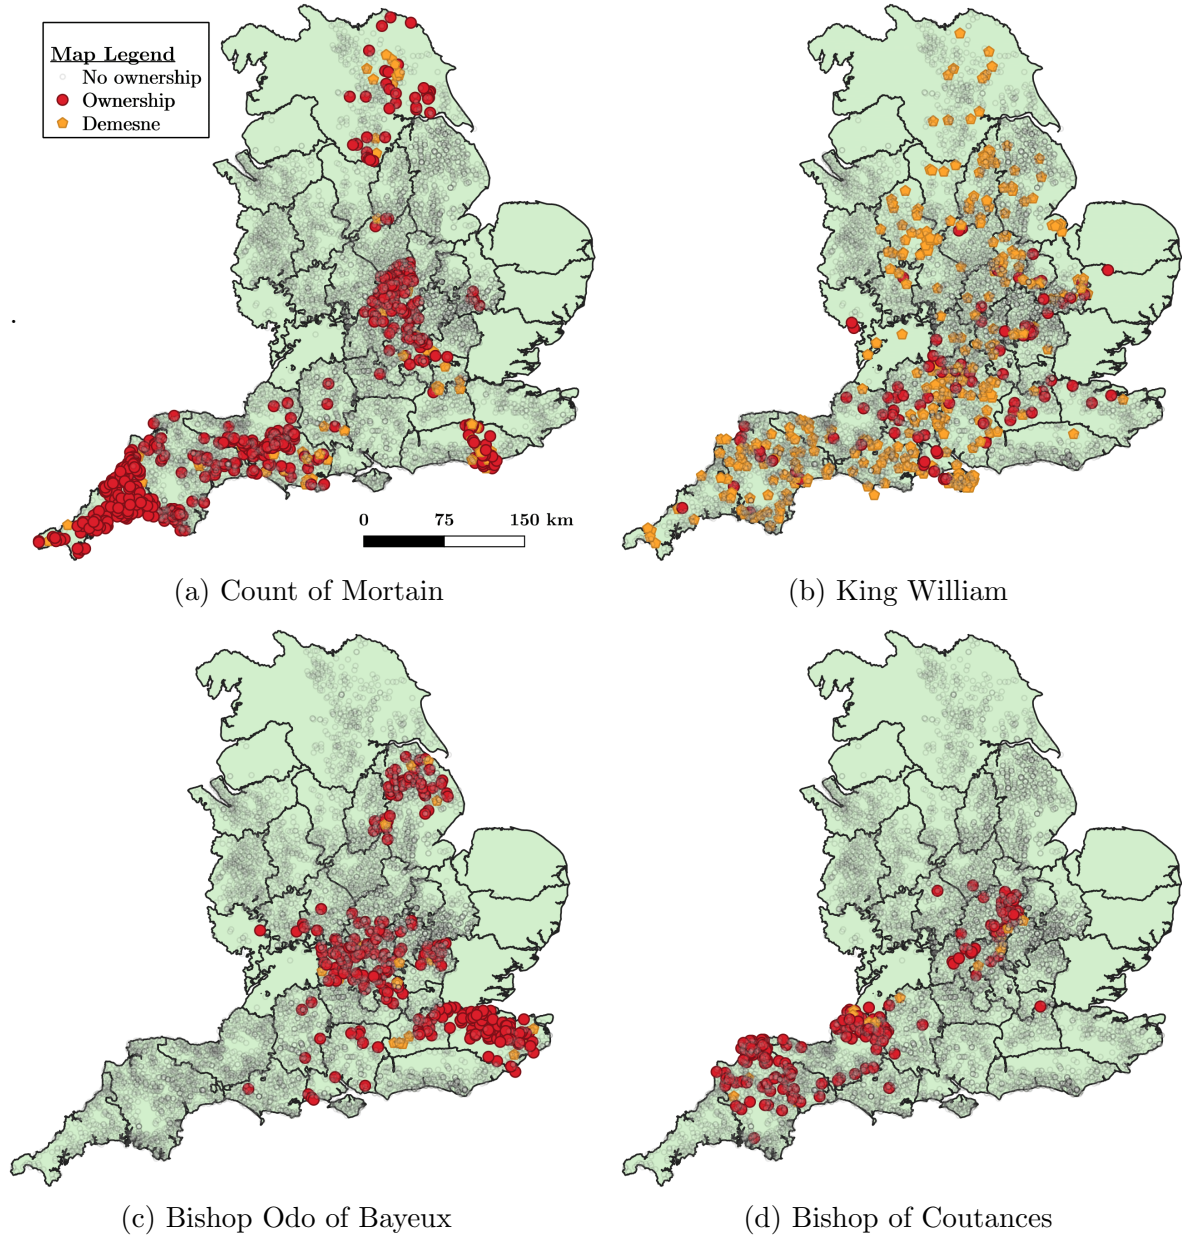 Map Legend
No ownership
Ownership
Demesne
.
0 75 150 km
(a) Count of Mortain
(b) King William
(c) Bishop Odo of Bayeux
(d) Bishop of Coutances